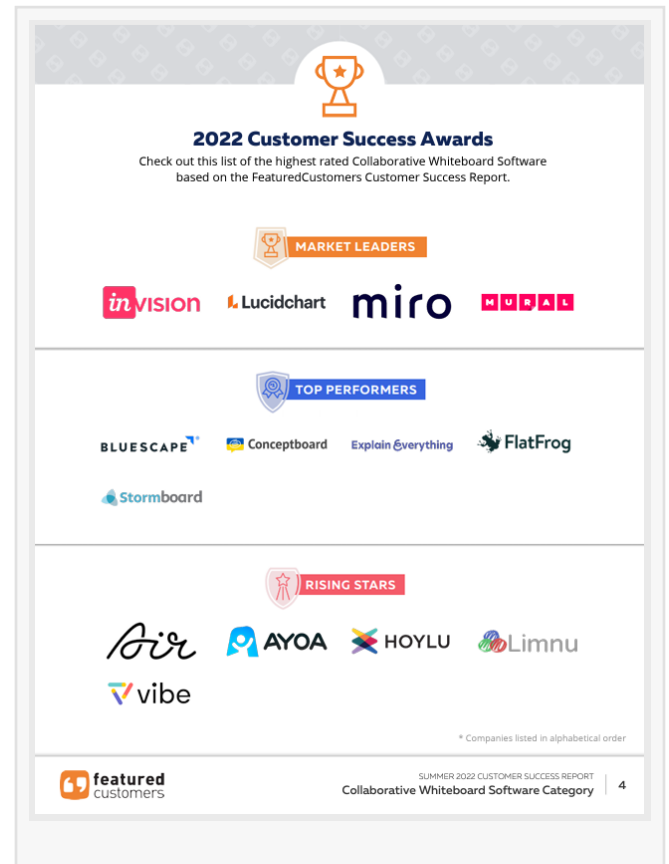 2022 Customer Success Awards
Check out this list of the highest rated Collaborative Whiteboard Software
based on the FeaturedCustomers Customer Success Report.
MARKET LEADERS
inVISION
Lucidchart
miro
MURAL
TOP PERFORMERS
BLUESCAPE
Conceptboard
Explain Everything
FlatFrog
Stormboard
RISING STARS
Air
AYOA
HOYLU
Limnu
vibe
* Companies listed in alphabetical order
featured
customers
SUMMER 2022 CUSTOMER SUCCESS REPORT
Collaborative Whiteboard Software Category
4